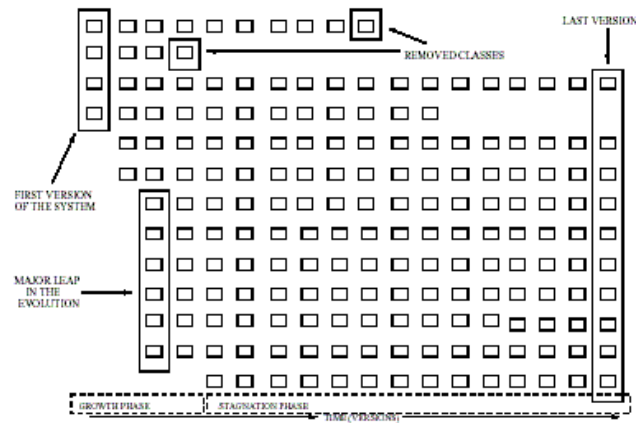 LAST VERSION
REMOVED CLASSES
FIRST VERSION
OF THE SYSTEM
MAJOR LEAP
IN THE
EVOLUTION
GROWTH PHASE
STAGNATION PHASE
TIME (VERSIONS)